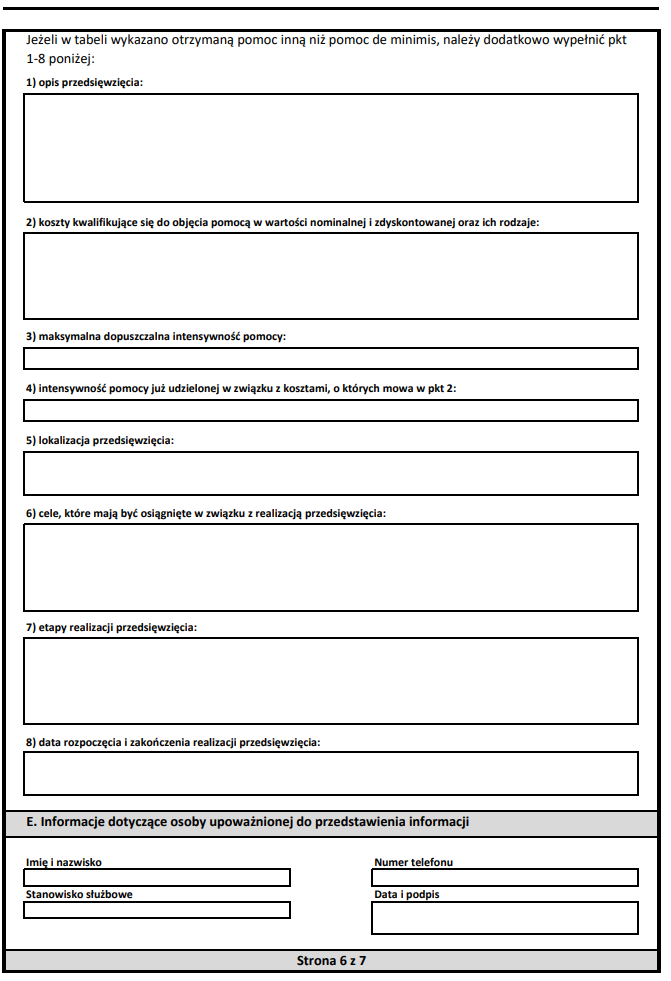 Jeżeli w tabeli wykazano otrzymaną pomoc inną niż pomoc de minimis, należy dodatkowo wypełnić pkt
1-8 poniżej:
1) opis przedsięwzięcia:
2) koszty kwalifikujące się do objęcia pomocą w wartości nominalnej i zdyskontowanej oraz ich rodzaje:
3) maksymalna dopuszczalna intensywność pomocy:
4) intensywność pomocy już udzielonej w związku z kosztami, o których mowa w pkt 2:
5) lokalizacja przedsięwzięcia:
6) cele, które mają być osiągnięte w związku z realizacją przedsięwzięcia:
7) etapy realizacji przedsięwzięcia:
8) data rozpoczęcia i zakończenia realizacji przedsięwzięcia:
E. Informacje dotyczące osoby upoważnionej do przedstawienia informacji
Imię i nazwisko
Numer telefonu
Stanowisko służbowe
Data i podpis
Strona 6 z 7